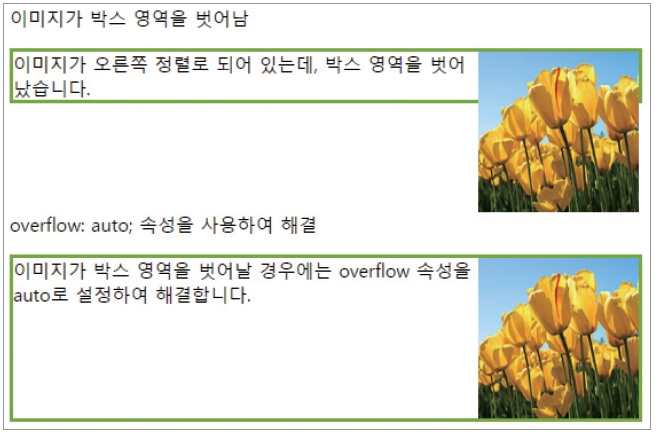 이미지가 박스 영역을 벗어남
이미지가 오른쪽 정렬로 되어 있는데, 박스 영역을 벗어
났습니다.
overflow: auto; 속성을 사용하여 해결
이미지가 박스 영역을 벗어날 경우에는 overflow 속성을
auto로 설정하여 해결합니다.